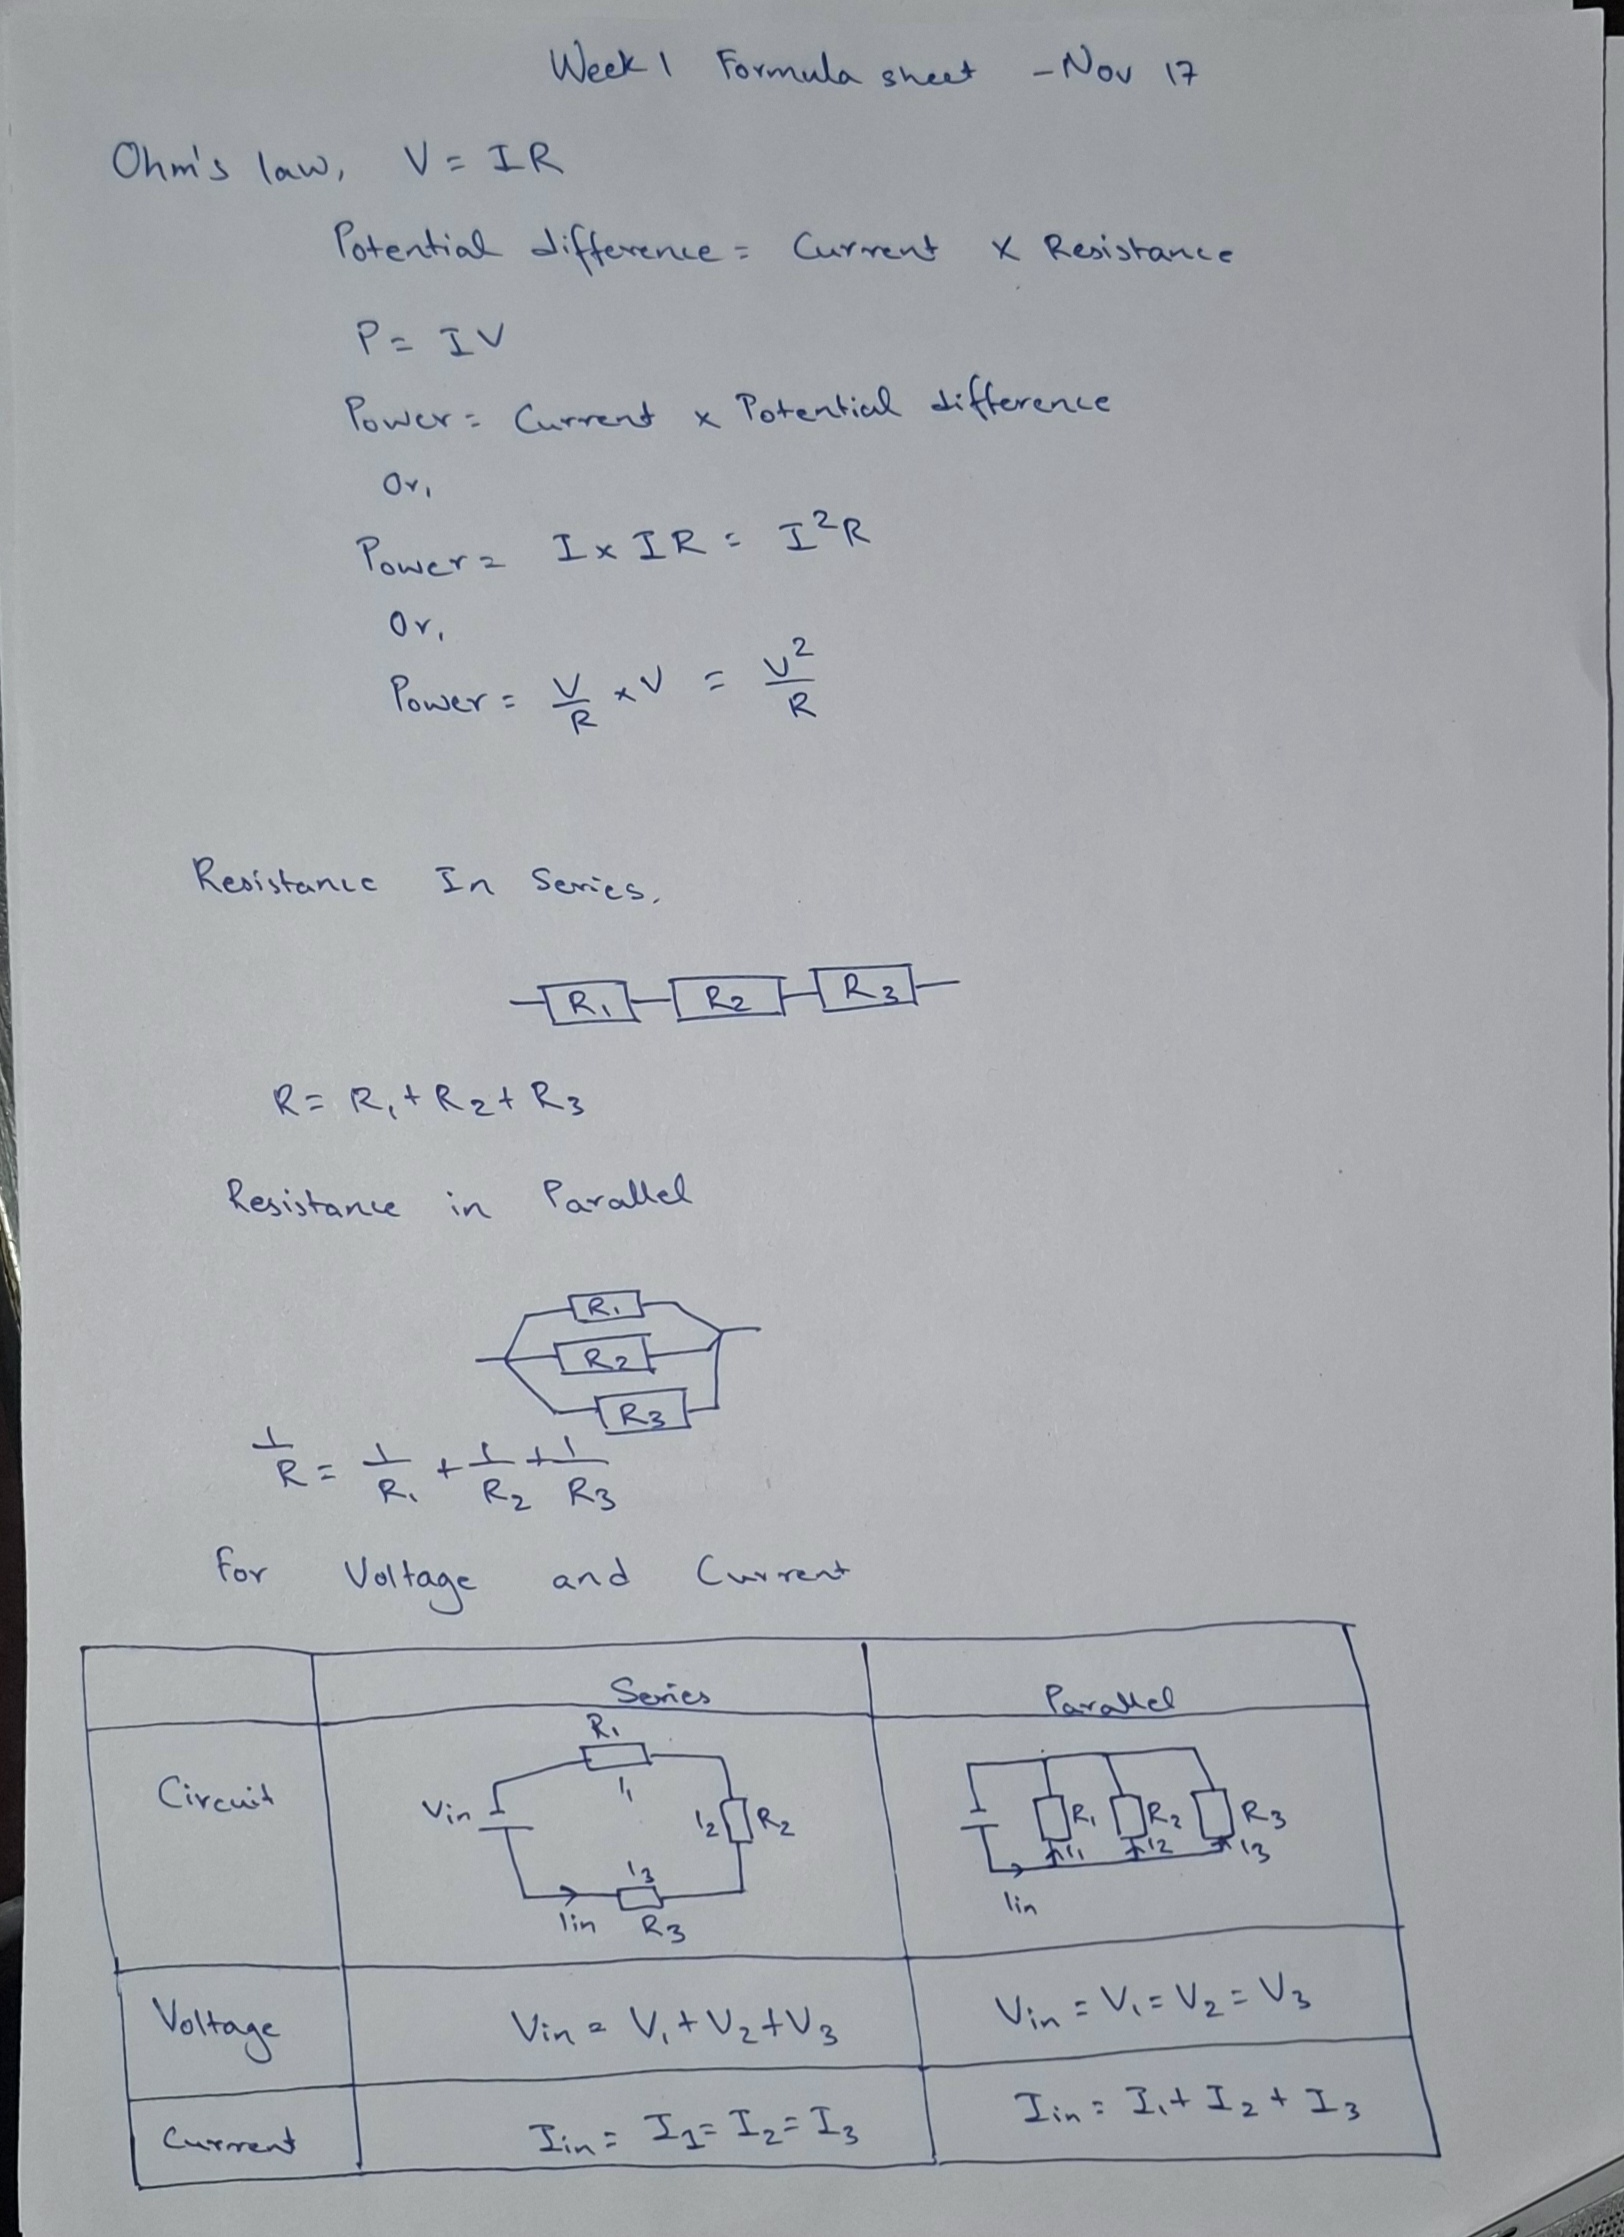 Week 1 Formula sheet - Nov 17
Ohm's law, V = IR
Potential difference = Current x Resistance
P = IV
Power = Current x Potential difference
Or,
Power = I x IR = I²R
Or,
Power = V/R x V = V²/R
Resistance In Series.
R₁ R₂ R₃
R = R₁ + R₂ + R₃
Resistance in Parallel
R₁
R₂
R₃
1/R = 1/R₁ + 1/R₂ + 1/R₃
For Voltage and Current
Series Parallel
Circuit
R₁
I₁
Vin
I₂ R₂
I₃
Iin R₃
R₁ R₂ R₃
I₁ I₂ I₃
Iin
Voltage Vin = V₁ + V₂ + V₃ Vin = V₁ = V₂ = V₃
Current Iin = I₁ = I₂ = I₃ Iin = I₁ + I₂ + I₃